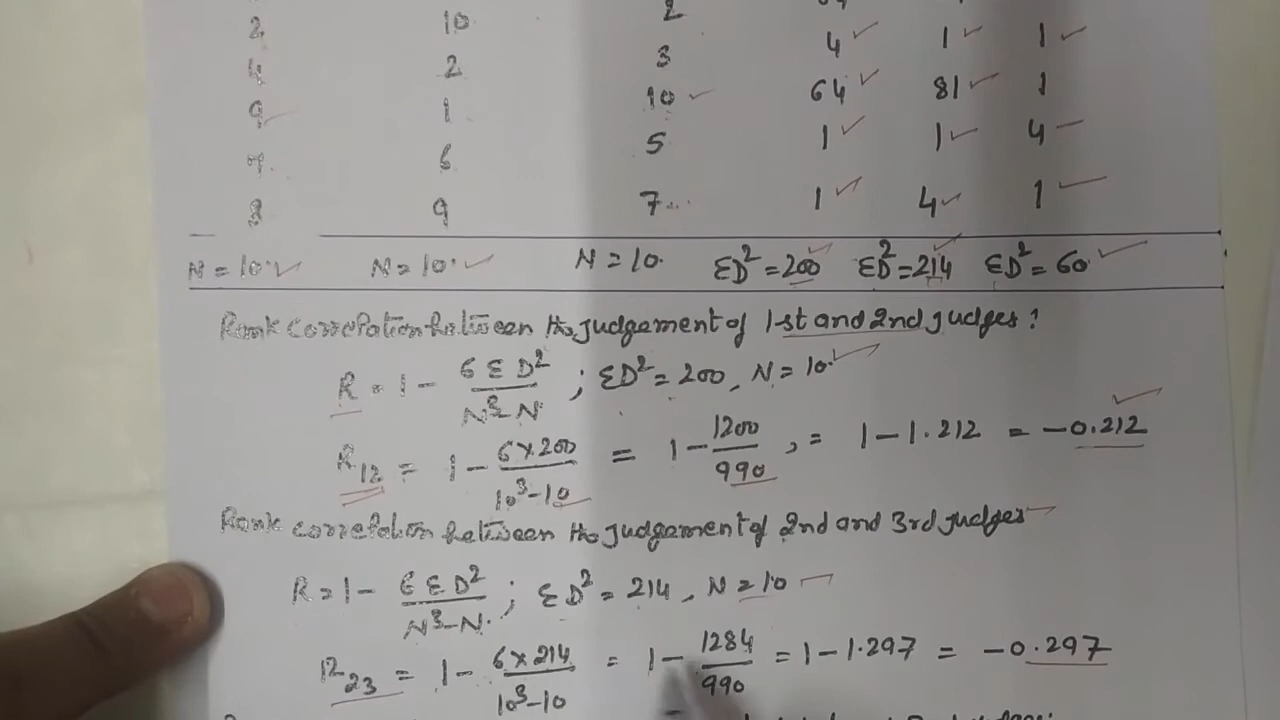 2 10 2 64
4 2 3 4 1 1
9 1 10 64 81 1
7 6 5 1 1 4
8 9 7 1 4 1
N = 10 N = 10 N = 10 ΣD² = 200 ΣD² = 214 ΣD² = 60
Rank correlation between the judgement of 1st and 2nd judges:
R = 1 - 6ΣD² / N³-N ; ΣD² = 200, N = 10
R12 = 1 - 6×200 / 10³-10 = 1 - 1200 / 990, = 1 - 1.212 = -0.212
Rank correlation between the judgement of 2nd and 3rd judges
R = 1 - 6ΣD² / N³-N. ; ΣD² = 214, N = 10
R23 = 1 - 6×214 / 10³-10 = 1 - 1284 / 990 = 1 - 1.297 = -0.297